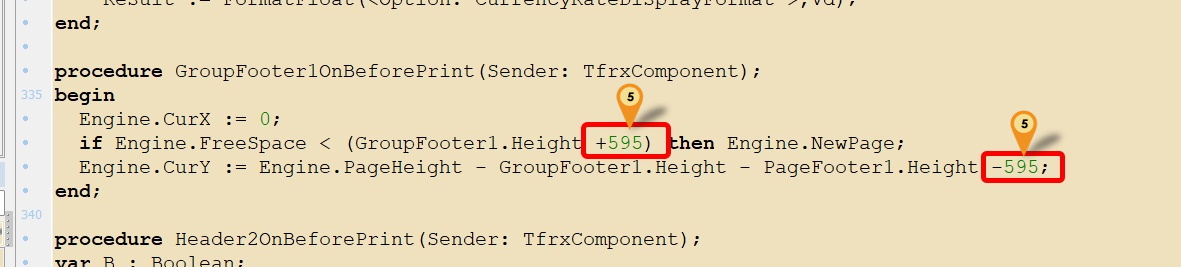 Result := FormatFloat(<Option. CurrencyRateDisplayFormat >,Vd);
end;
procedure GroupFooter1OnBeforePrint(Sender: TfrxComponent);
335 begin
5
Engine.CurX := 0;
5
if Engine.FreeSpace < (GroupFooter1.Height +595) then Engine.NewPage;
Engine.CurY := Engine.PageHeight - GroupFooter1.Height - PageFooter1.Height -595;
end;
340
procedure Header2OnBeforePrint(Sender: TfrxComponent);
var B : Boolean;